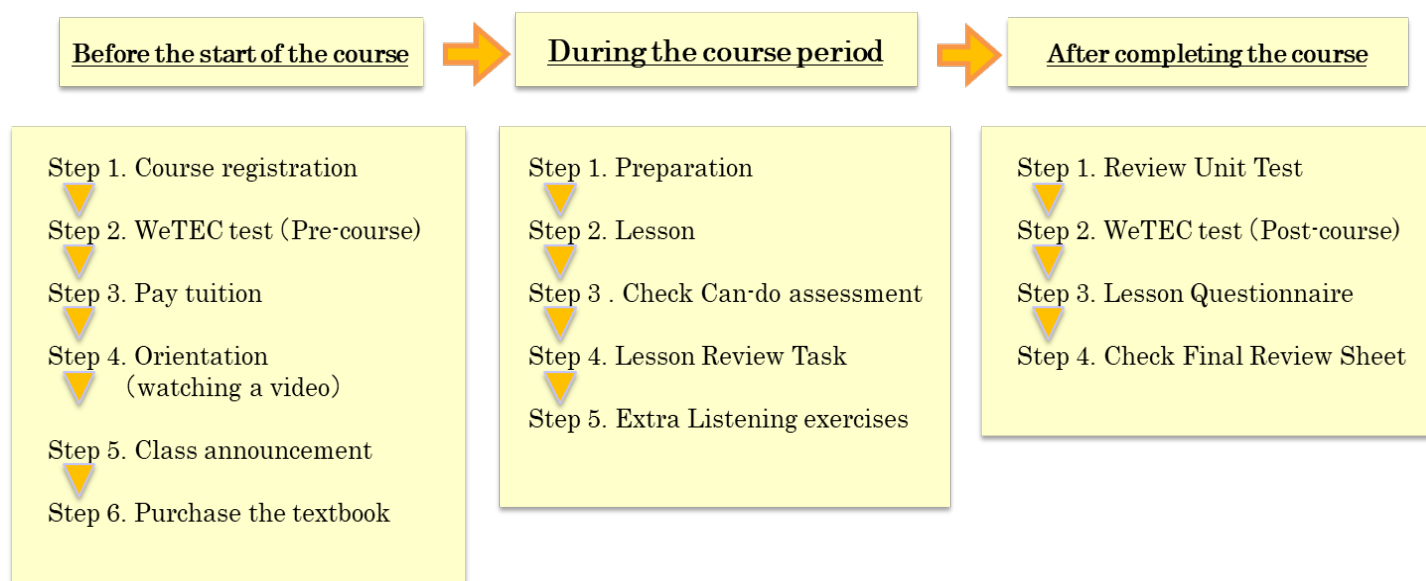 Before the start of the course
During the course period
After completing the course
Step 1. Course registration
Step 2. WeTEC test（Pre-course）
Step 3. Pay tuition
Step 4. Orientation
（watching a video）
Step 5. Class announcement
Step 6. Purchase the textbook
Step 1. Preparation
Step 2. Lesson
Step 3 . Check Can-do assessment
Step 4. Lesson Review Task
Step 5. Extra Listening exercises
Step 1. Review Unit Test
Step 2. WeTEC test（Post-course）
Step 3. Lesson Questionnaire
Step 4. Check Final Review Sheet